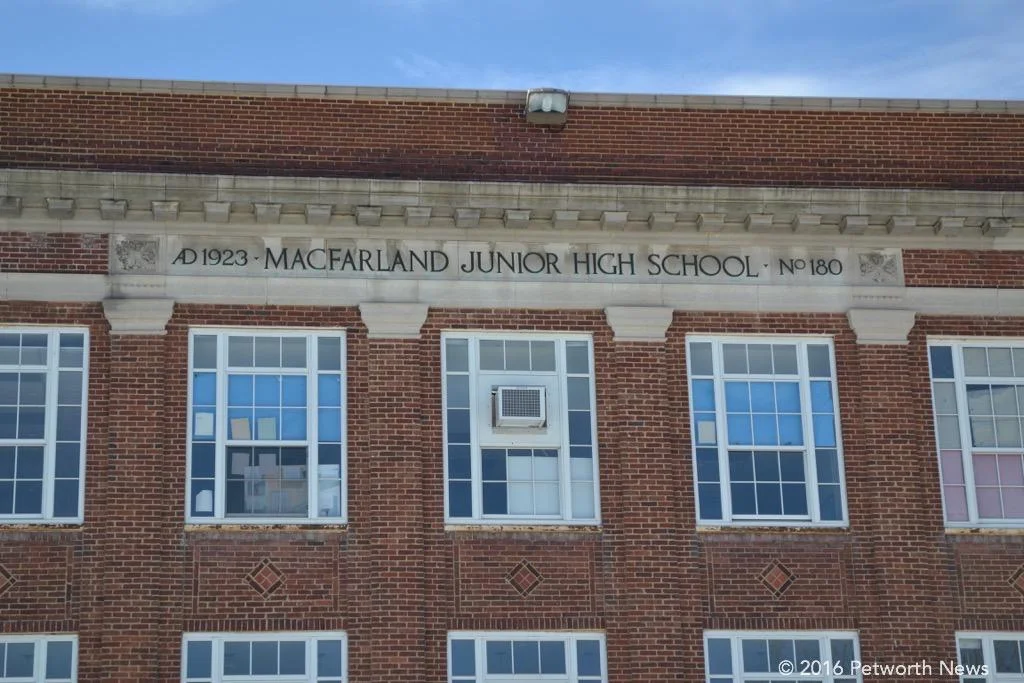 AD 1923 · MACFARLAND JUNIOR HIGH SCHOOL · No 180
© 2016 Petworth News